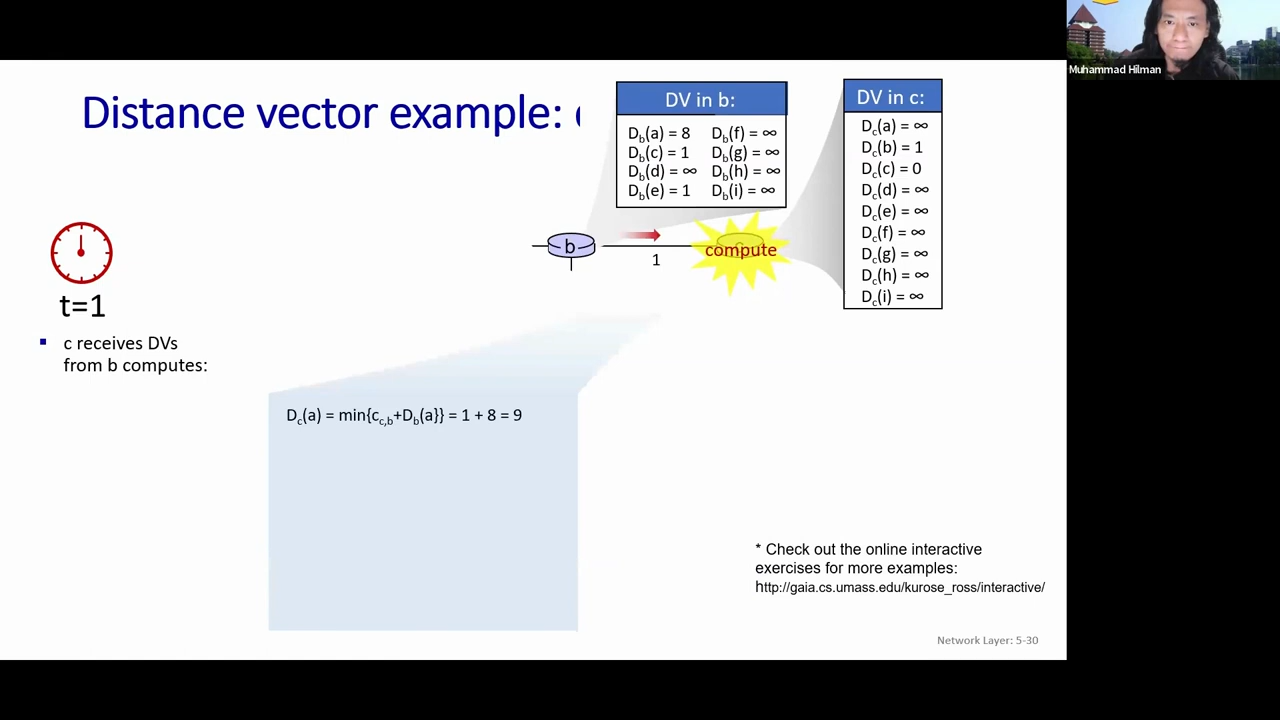 Muhammad Hilman
Distance vector example:
DV in b:
D_b(a) = 8 D_b(f) = ∞
D_b(c) = 1 D_b(g) = ∞
D_b(d) = ∞ D_b(h) = ∞
D_b(e) = 1 D_b(i) = ∞
DV in c:
D_c(a) = ∞
D_c(b) = 1
D_c(c) = 0
D_c(d) = ∞
D_c(e) = ∞
D_c(f) = ∞
D_c(g) = ∞
D_c(h) = ∞
D_c(i) = ∞
b
compute
1
t=1
c receives DVs
from b computes:
D_c(a) = min{c_c,b+D_b(a}} = 1 + 8 = 9
* Check out the online interactive
exercises for more examples:
http://gaia.cs.umass.edu/kurose_ross/interactive/
Network Layer: 5-30